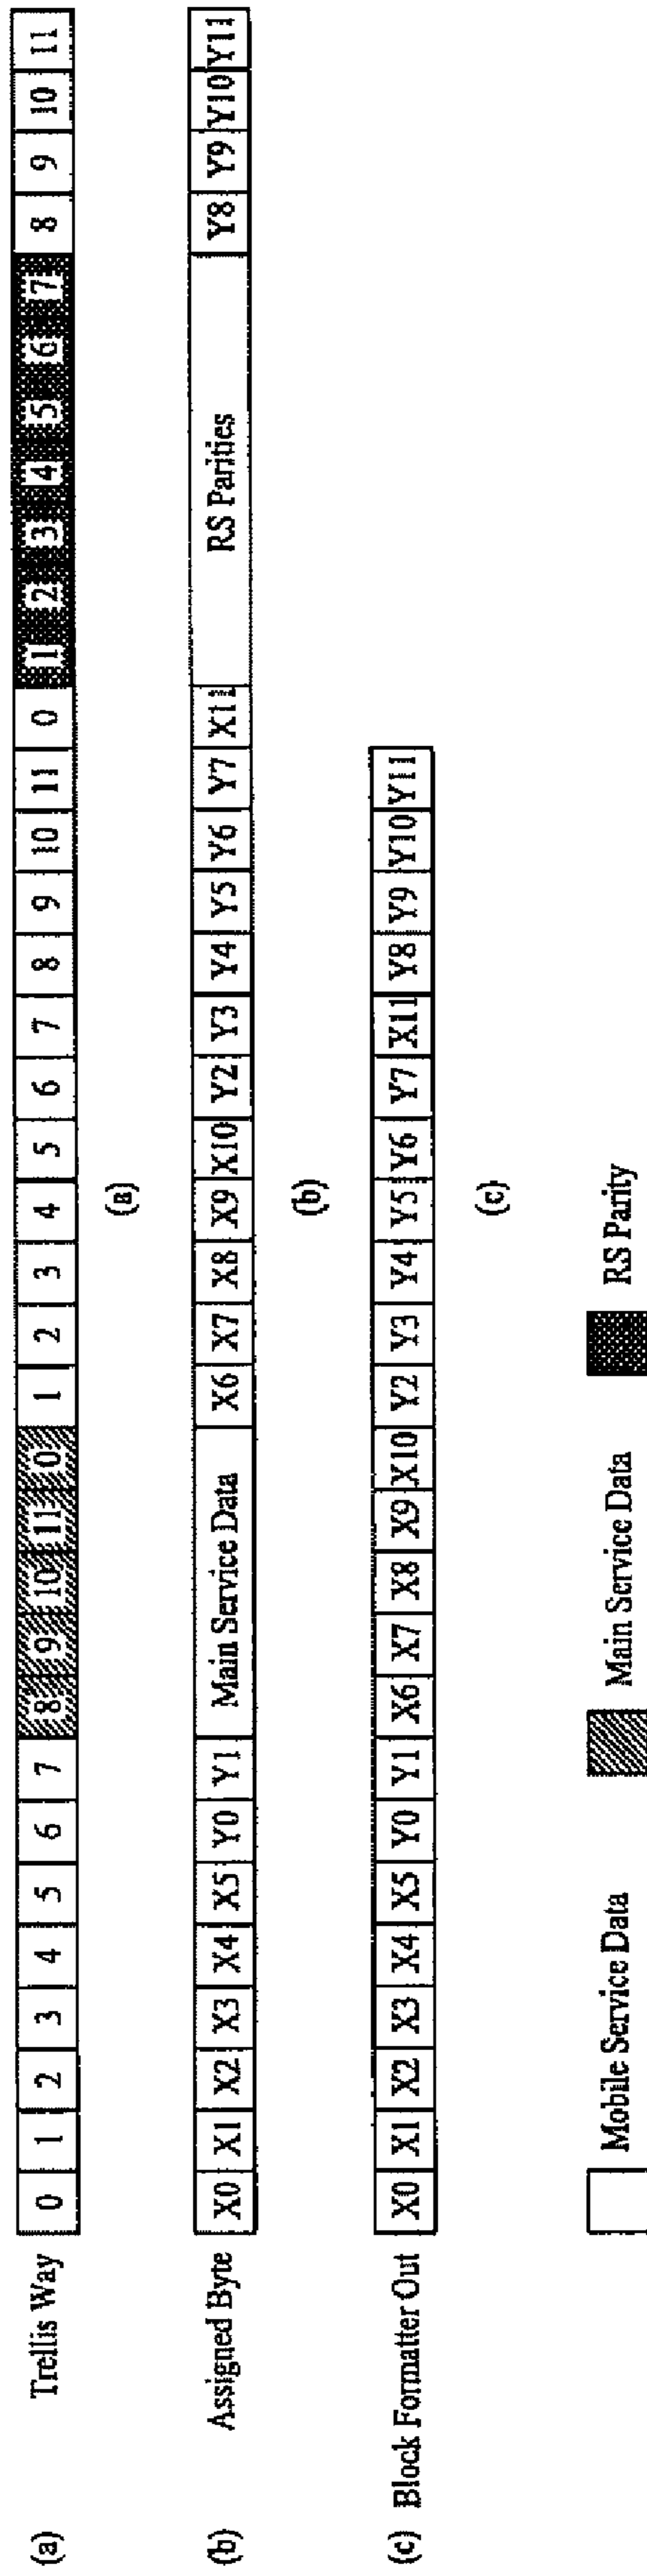 (a) Trellis Way 0 1 2 3 4 5 6 7 8 9 10 11 0 1 2 3 4 5 6 7 8 9 10 11 0 1 2 3 4 5 6 7 8 9 10 11
(a)
(b) Assigned Byte X0 X1 X2 X3 X4 X5 Y0 Y1 Main Service Data X6 X7 X8 X9 X10 Y2 Y3 Y4 Y5 Y6 Y7 X11 RS Parities Y8 Y9 Y10 Y11
(b)
(c) Block Formatter Out X0 X1 X2 X3 X4 X5 Y0 Y1 X6 X7 X8 X9 X10 Y2 Y3 Y4 Y5 Y6 Y7 X11 Y8 Y9 Y10 Y11
(c)
Mobile Service Data Main Service Data RS Parity